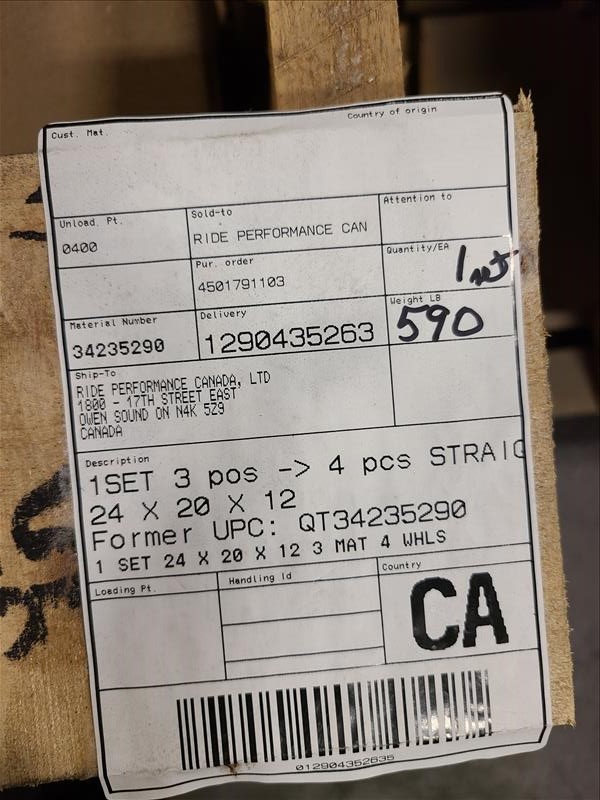 Cust. Mat.
Country of origin
Unload. Pt.
0400
Sold-to
RIDE PERFORMANCE CAN
Attention to
Pur. order
4501791103
Quantity/EA
1 set
Material Number
34235290
Delivery
1290435263
Weight LB
590
Ship-To
RIDE PERFORMANCE CANADA, LTD
1800 - 17TH STREET EAST
OWEN SOUND ON N4K 5Z9
CANADA
Description
1SET 3 pos -> 4 pcs STRAIG
24 X 20 X 12
Former UPC: QT34235290
1 SET 24 X 20 X 12 3 MAT 4 WHLS
Loading Pt.
Handling Id
Country
CA
012904352635